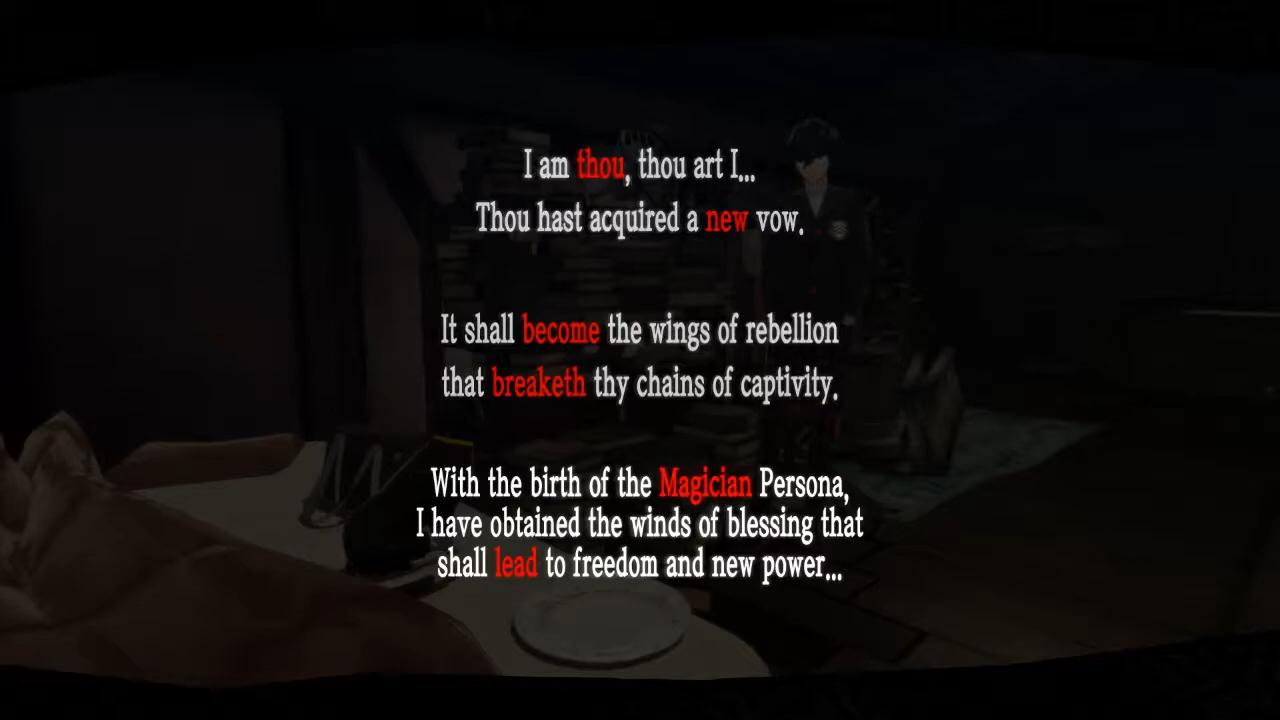 I am thou, thou art I...
Thou hast acquired a new vow.
It shall become the wings of rebellion
that breaketh thy chains of captivity.
With the birth of the Magician Persona,
I have obtained the winds of blessing that
shall lead to freedom and new power...